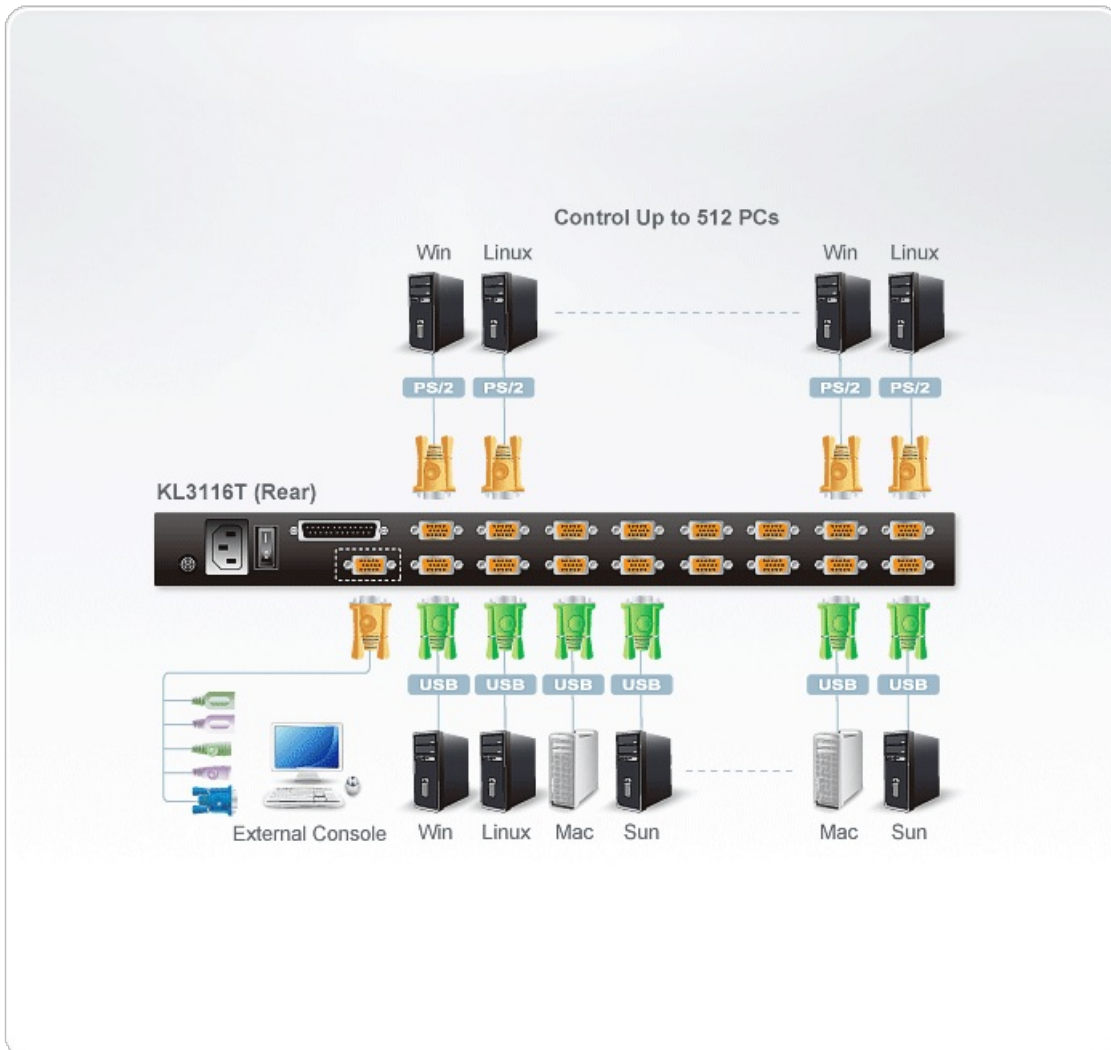 Control Up to 512 PCs
Win Linux Win Linux
PS/2 PS/2 PS/2 PS/2
KL3116T (Rear)
USB USB USB USB USB USB
External Console Win Linux Mac Sun Mac Sun